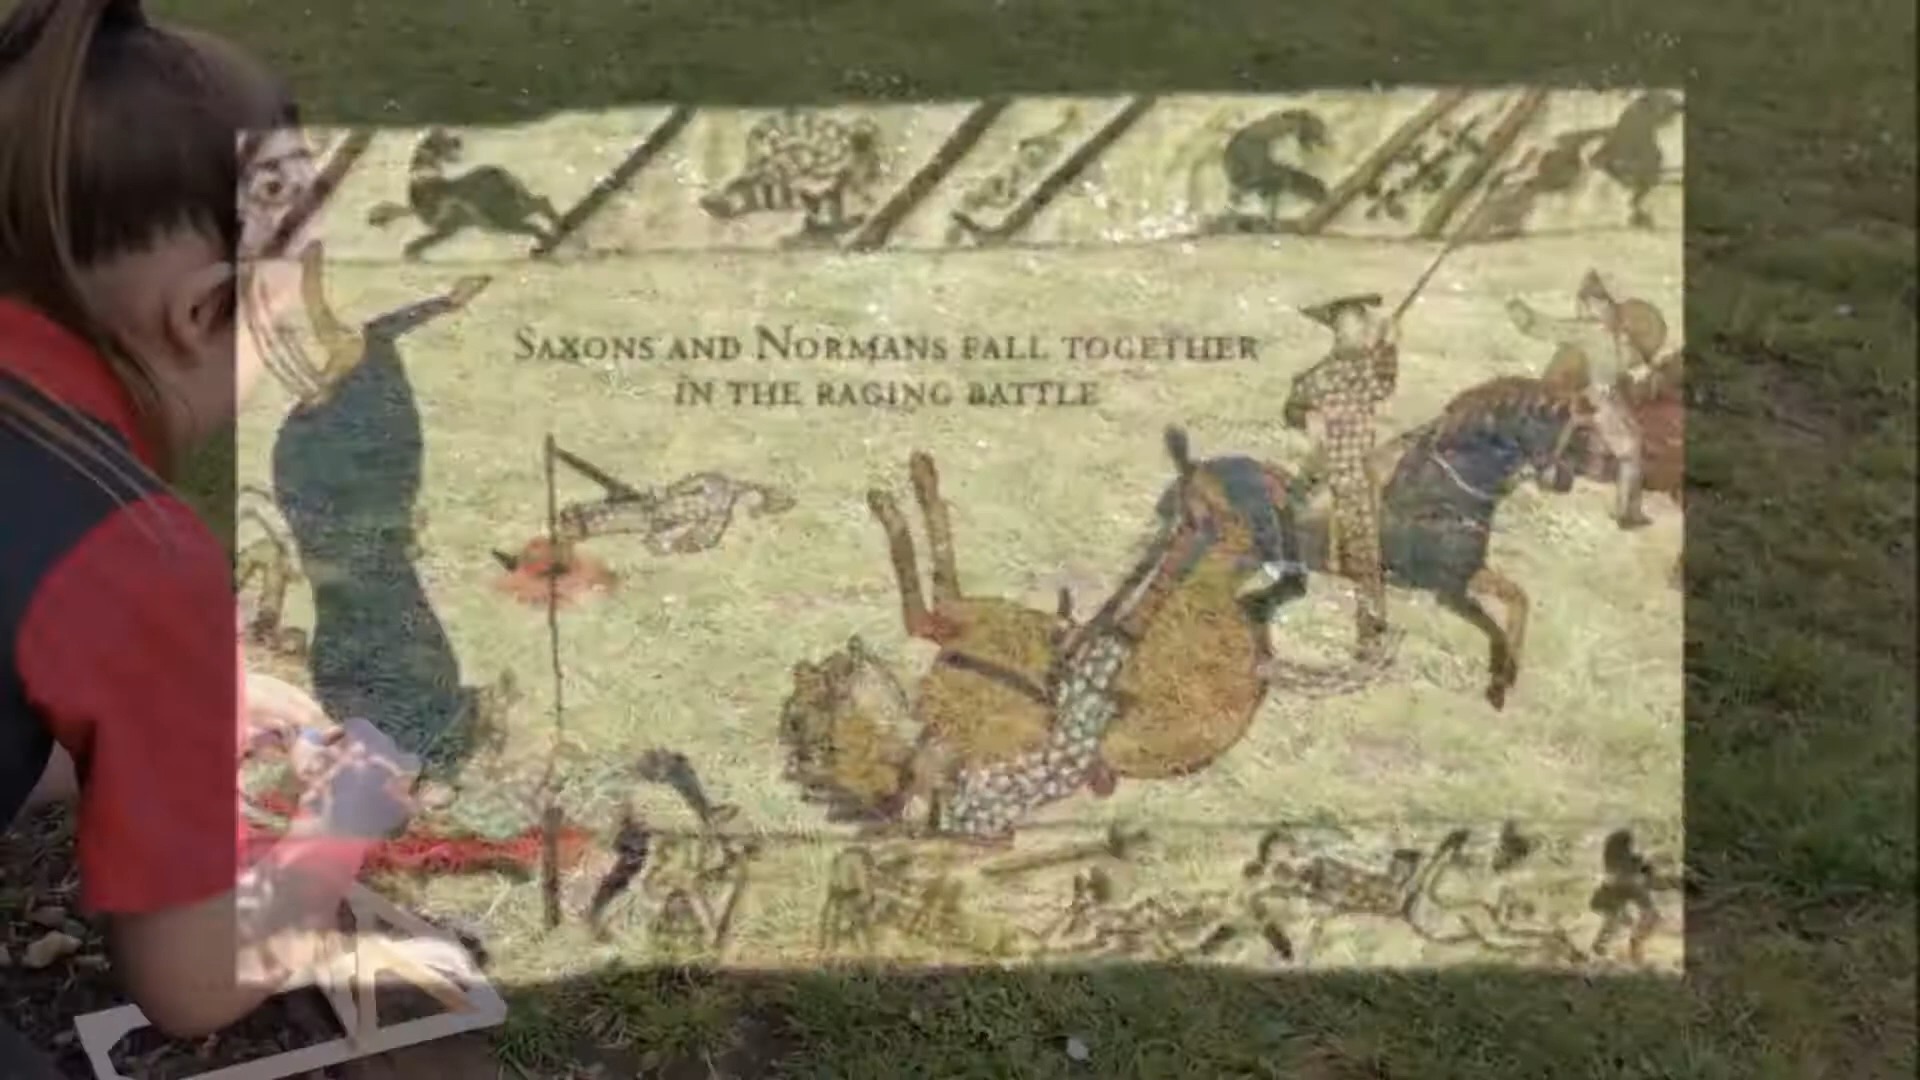 SAXONS AND NORMANS FALL TOGETHER
IN THE RAGING BATTLE